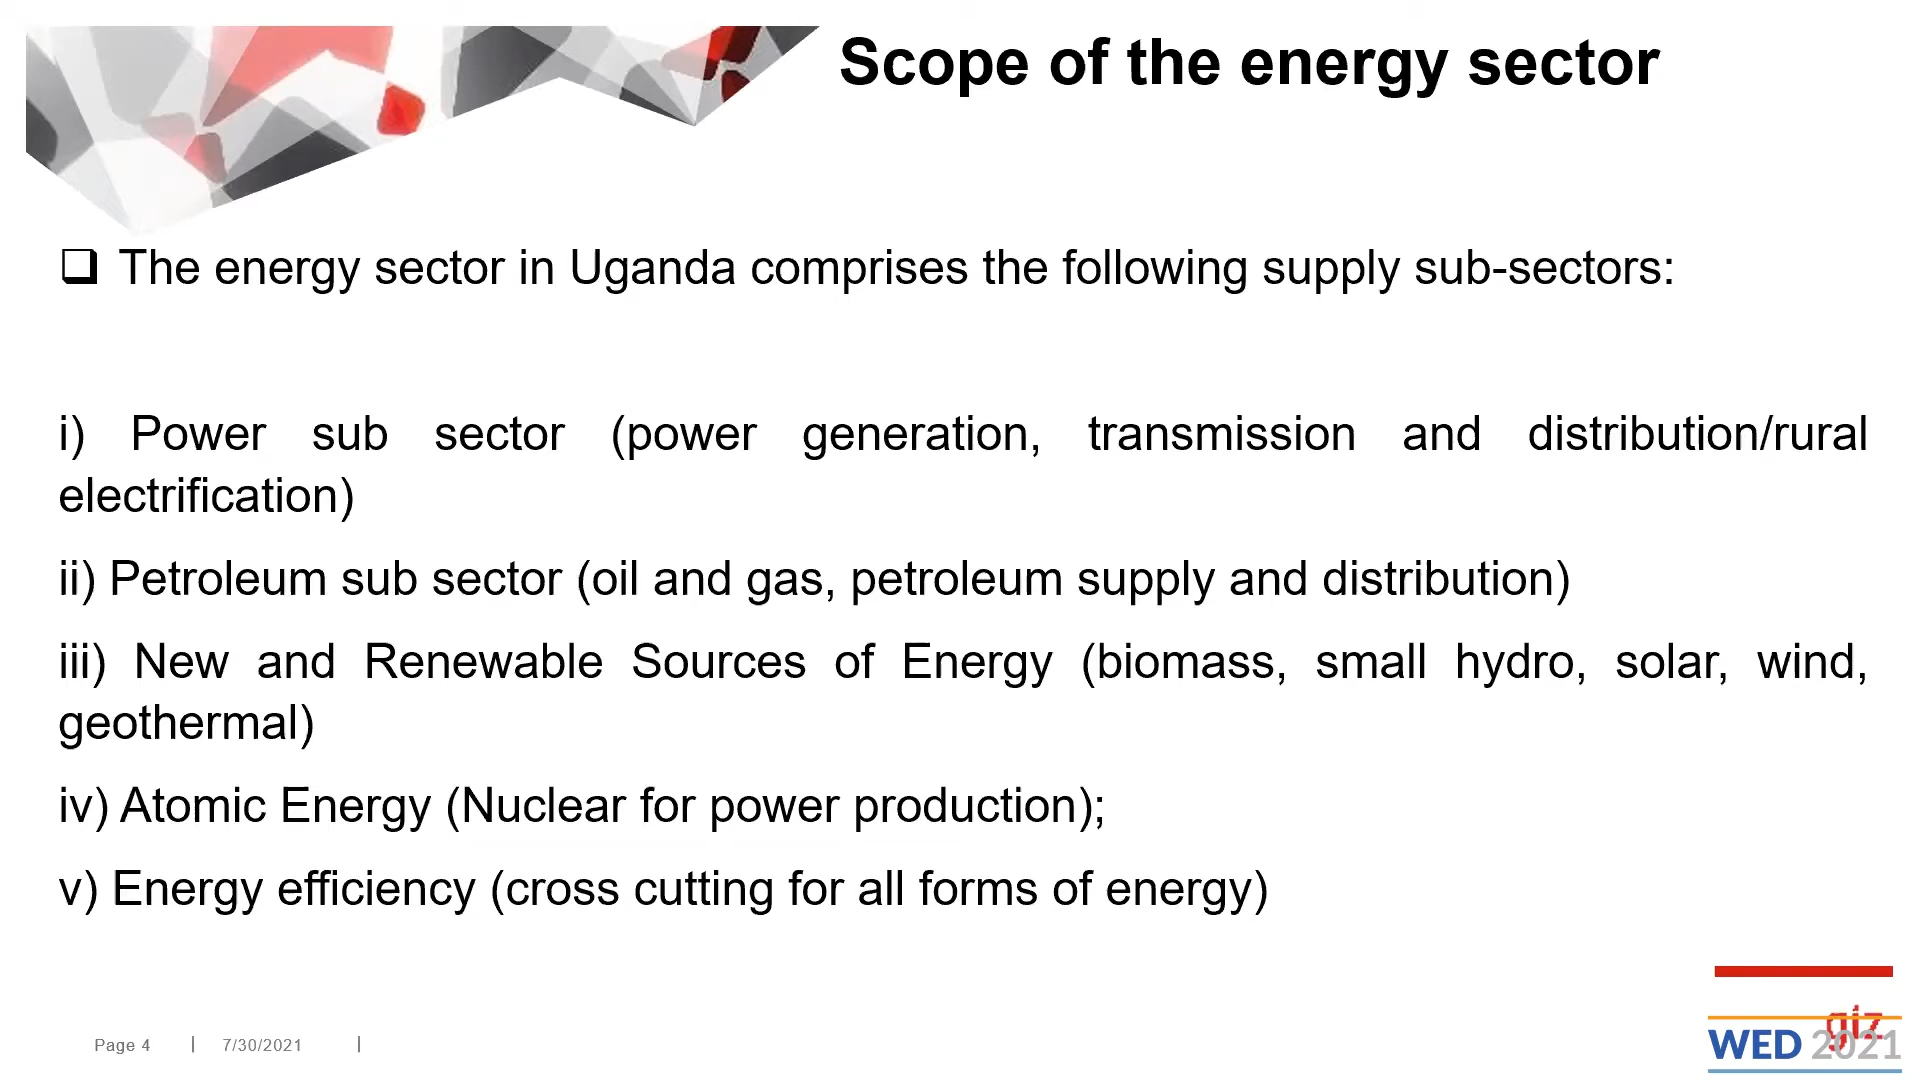 Scope of the energy sector
❑ The energy sector in Uganda comprises the following supply sub-sectors:
i) Power sub sector (power generation, transmission and distribution/rural
electrification)
ii) Petroleum sub sector (oil and gas, petroleum supply and distribution)
iii) New and Renewable Sources of Energy (biomass, small hydro, solar, wind,
geothermal)
iv) Atomic Energy (Nuclear for power production);
v) Energy efficiency (cross cutting for all forms of energy)
giz
Page 4 | 7/30/2021 |
WED 2021